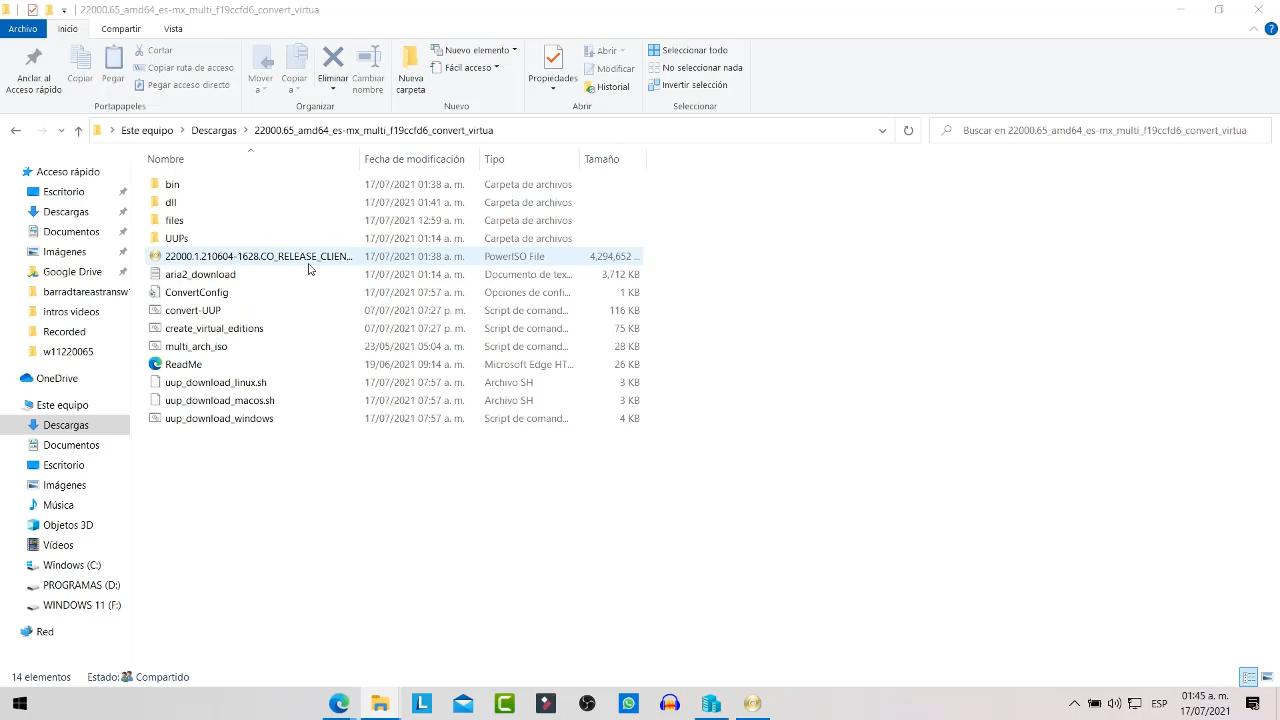 22000.65_amd64_es-mx_multi_f19ccfd6_convert_virtua
Archivo Inicio Compartir Vista
Anclar al Acceso rápido
Copiar
Pegar
Cortar
Copiar ruta de acceso
Pegar acceso directo
Portapapeles
Mover a
Copiar a
Eliminar
Cambiar nombre
Organizar
Nueva carpeta
Nuevo elemento
Fácil acceso
Nuevo
Propiedades
Abrir
Modificar
Historial
Abrir
Seleccionar todo
No seleccionar nada
Invertir selección
Seleccionar
Este equipo > Descargas > 22000.65_amd64_es-mx_multi_f19ccfd6_convert_virtua
Buscar en 22000.65_amd64_es-mx_multi_f19ccfd6_convert_virtua
Acceso rápido
Escritorio
Descargas
Documentos
Imágenes
Google Drive
barradtareastransw
intros videos
Recorded
w11220065
OneDrive
Este equipo
Descargas
Documentos
Escritorio
Imágenes
Música
Objetos 3D
Vídeos
Windows (C:)
PROGRAMAS (D:)
WINDOWS 11 (F:)
Red
Nombre Fecha de modificación Tipo Tamaño
bin 17/07/2021 01:38 a. m. Carpeta de archivos
dll 17/07/2021 01:41 a. m. Carpeta de archivos
files 17/07/2021 12:59 a. m. Carpeta de archivos
UUPs 17/07/2021 01:14 a. m. Carpeta de archivos
22000.1.210604-1628.CO_RELEASE_CLIEN... 17/07/2021 01:38 a. m. PowerISO File 4,294,652 ...
aria2_download 17/07/2021 01:14 a. m. Documento de tex... 3,712 KB
ConvertConfig 17/07/2021 07:57 a. m. Opciones de confi... 1 KB
convert-UUP 07/07/2021 07:27 p. m. Script de comand... 116 KB
create_virtual_editions 07/07/2021 07:27 p. m. Script de comand... 75 KB
multi_arch_iso 23/05/2021 05:04 a. m. Script de comand... 28 KB
ReadMe 19/06/2021 09:14 a. m. Microsoft Edge HT... 26 KB
uup_download_linux.sh 17/07/2021 07:57 a. m. Archivo SH 3 KB
uup_download_macos.sh 17/07/2021 07:57 a. m. Archivo SH 3 KB
uup_download_windows 17/07/2021 07:57 a. m. Script de comand... 4 KB
14 elementos Estado: Compartido
ESP
01:45 a. m.
17/07/2021